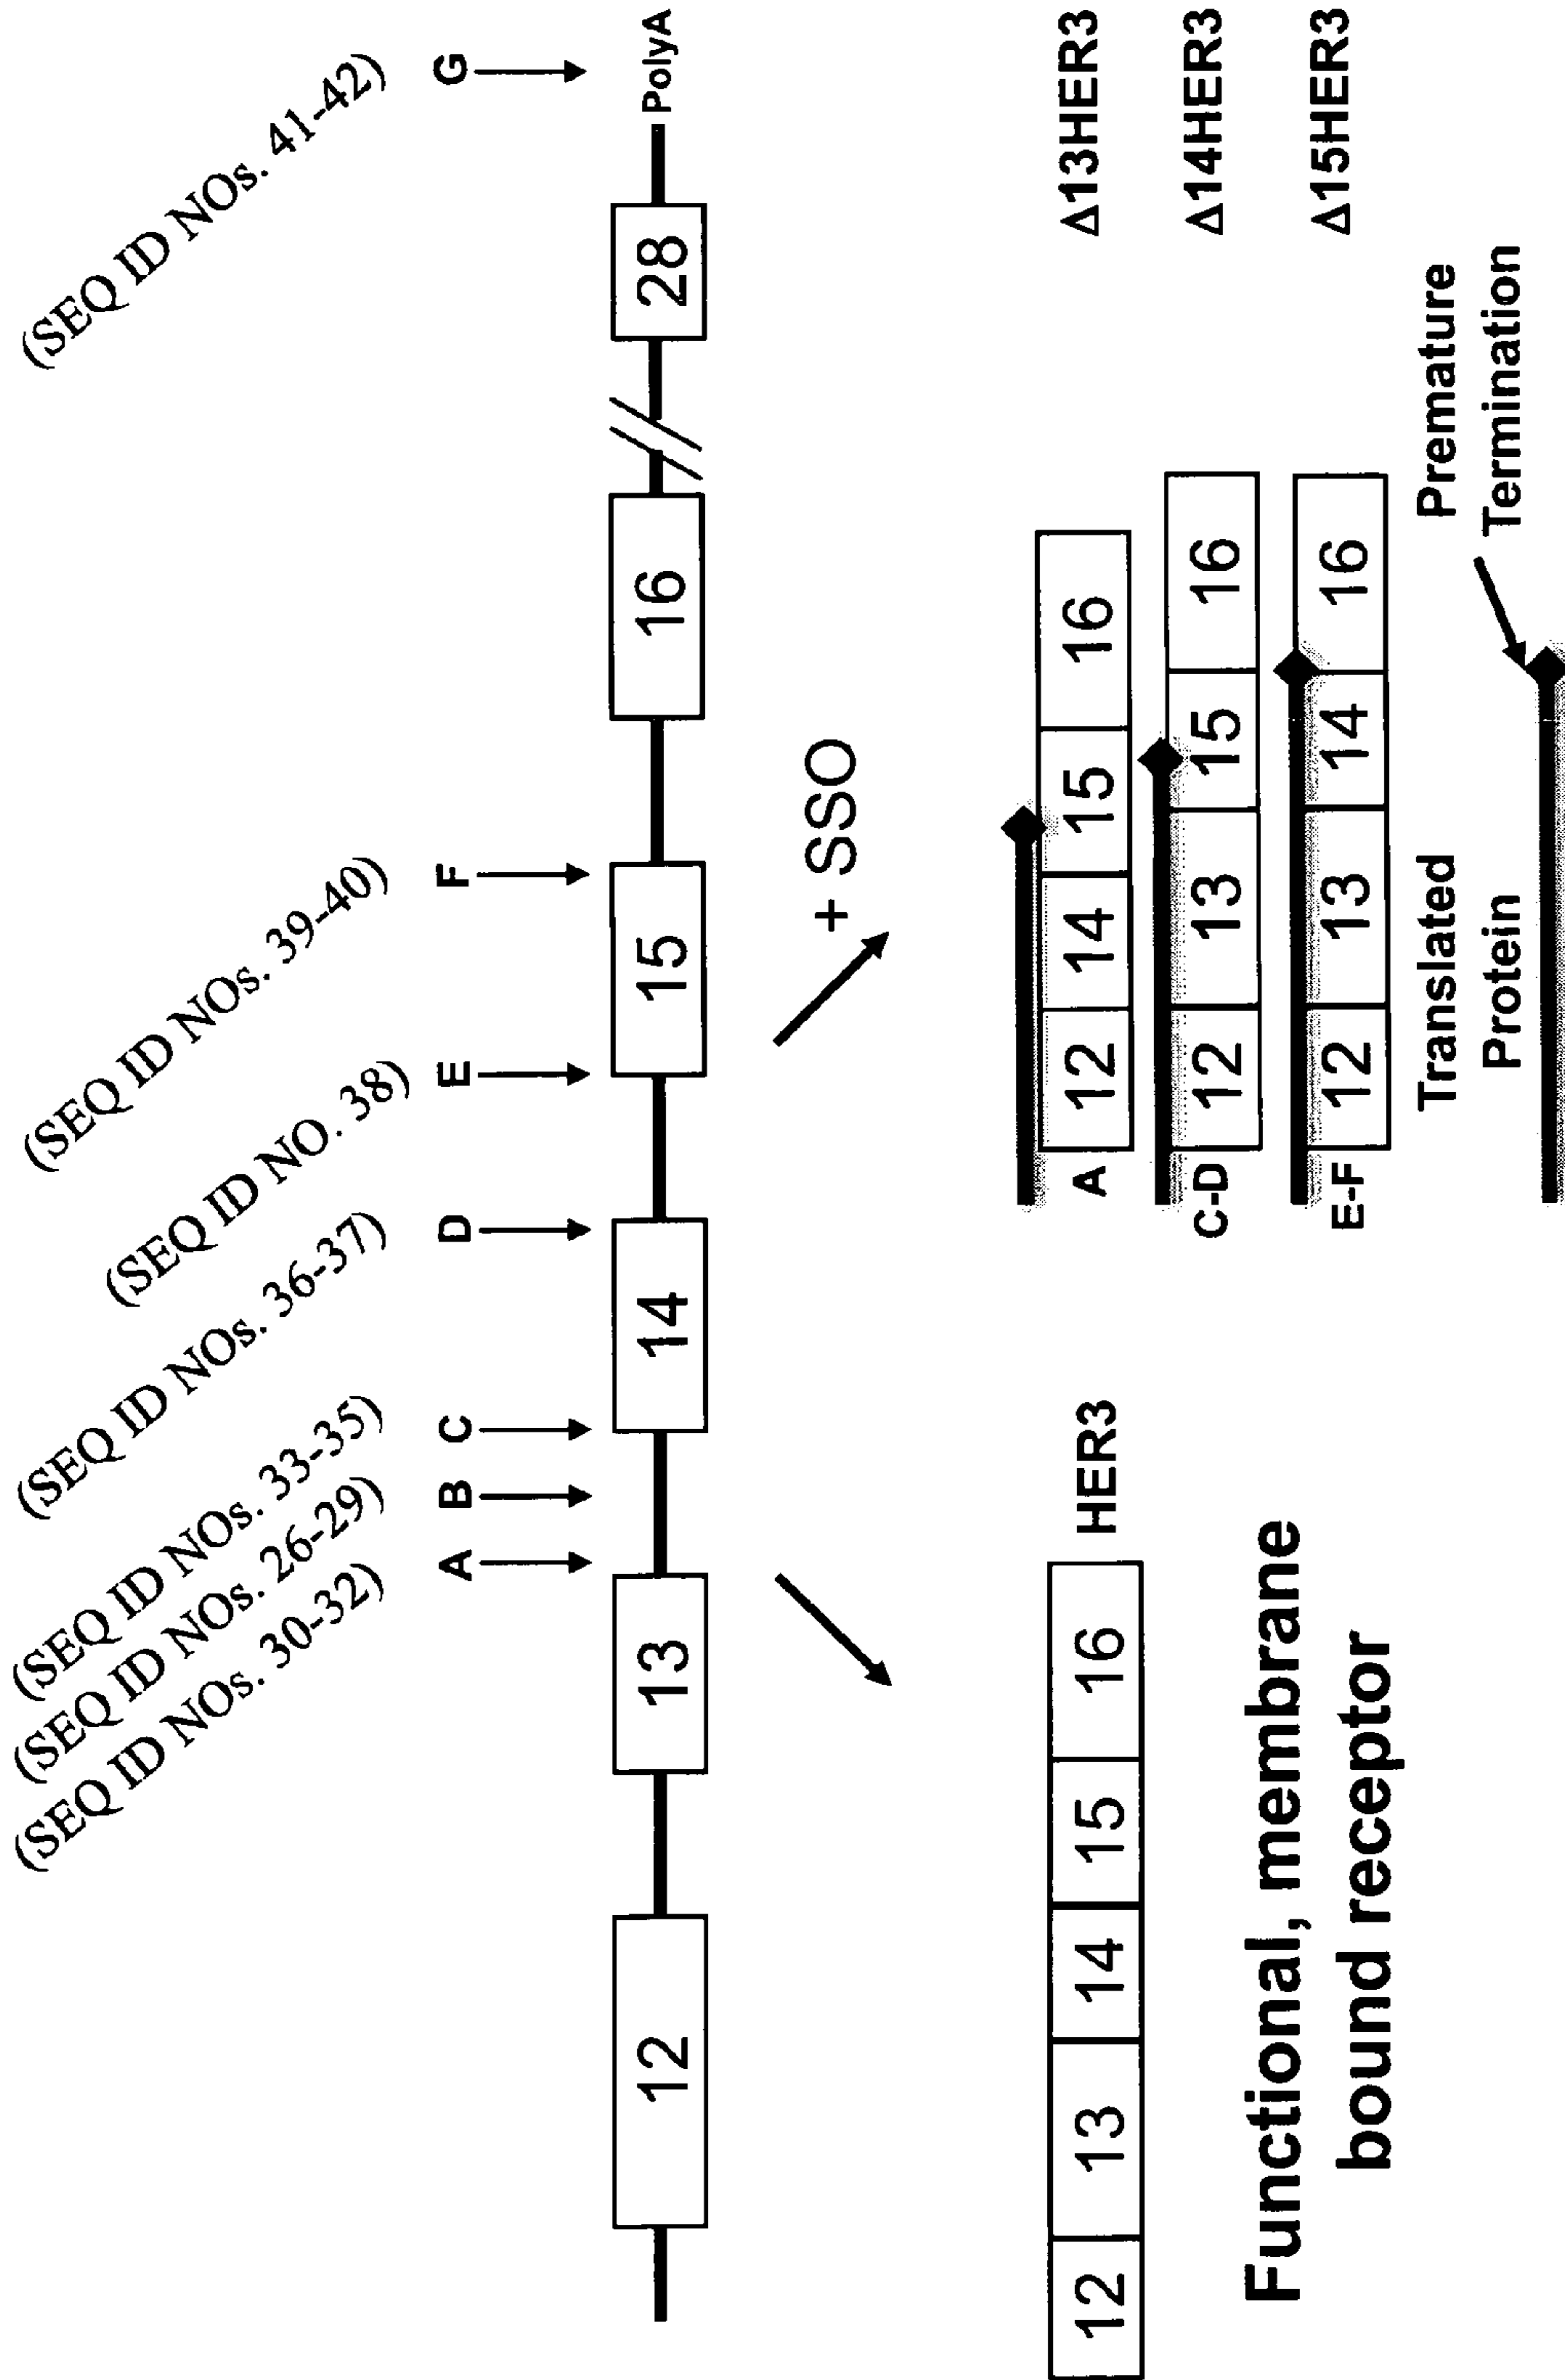 (SEQ ID NOs. 30-32)
(SEQ ID NOs. 26-29)
(SEQ ID NOs. 33-35)
(SEQ ID NOs. 36-37)
(SEQ ID NO. 38)
(SEQ ID NOs. 39-40)
(SEQ ID NOs. 41-42)
A B C D E F G
12 13 14 15 16 28 PolyA
+ SSO
12 13 14 15 16 HER3
Functional, membrane
bound receptor
A 12 14 15 16 Δ13HER3
C-D 12 13 15 16 Δ14HER3
E-F 12 13 14 16 Δ15HER3
Translated
Protein
Premature
Termination